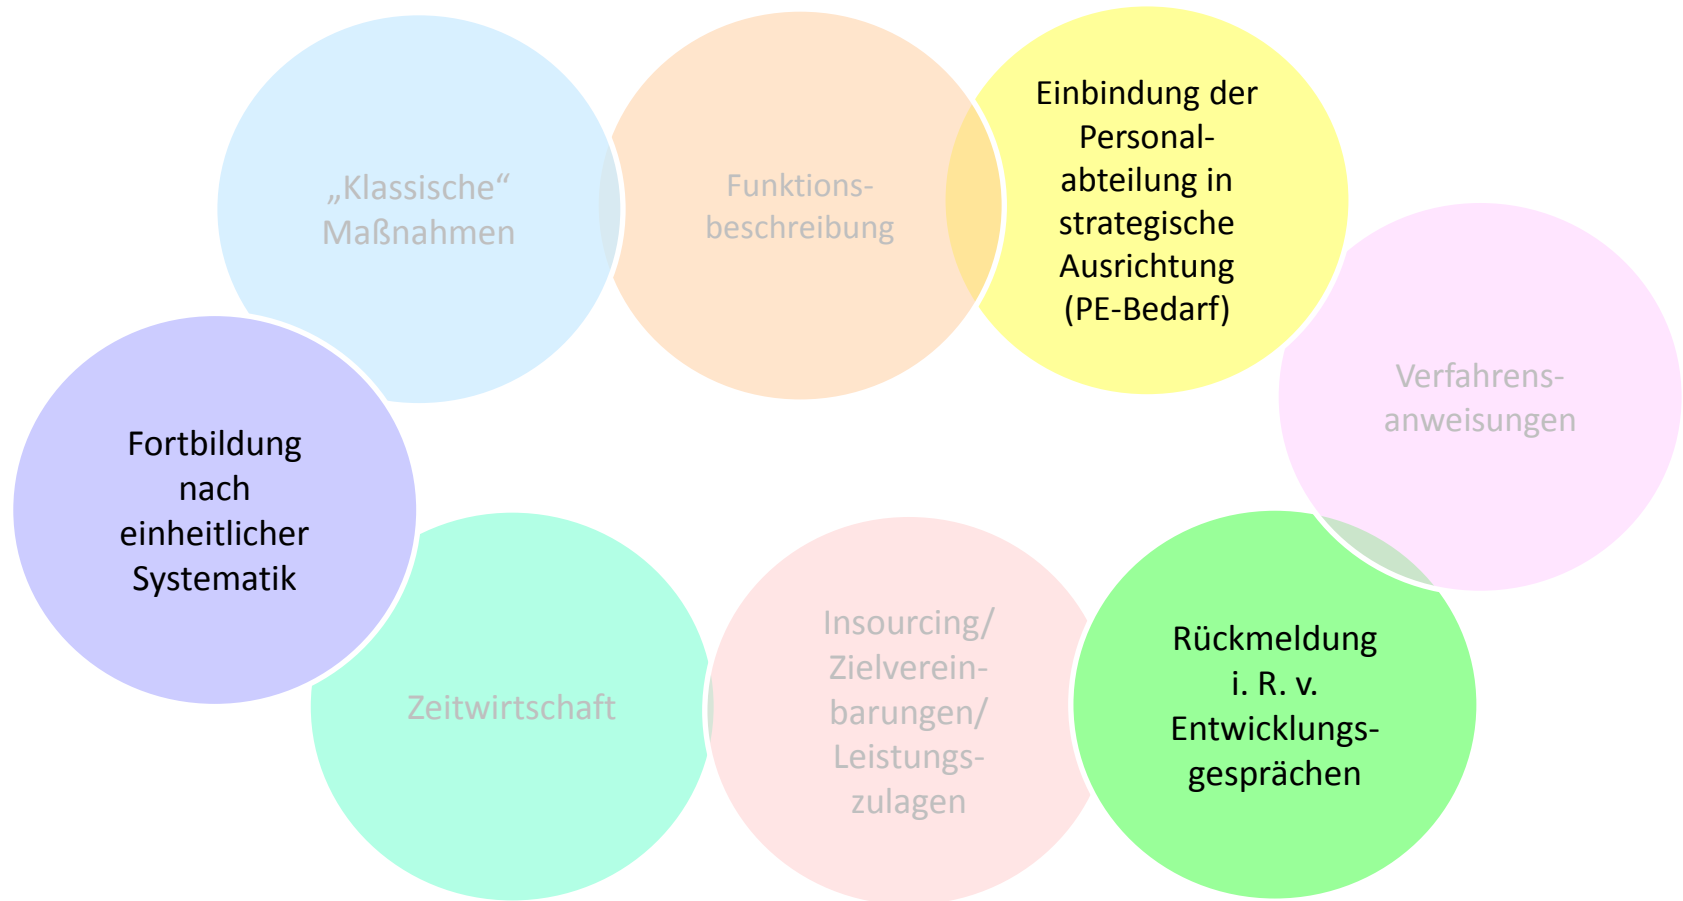 „Klassische“
Maßnahmen
Funktions-
beschreibung
Einbindung der
Personal-
abteilung in
strategische
Ausrichtung
(PE-Bedarf)
Verfahrens-
anweisungen
Fortbildung
nach
einheitlicher
Systematik
Zeitwirtschaft
Insourcing/
Zielverein-
barungen/
Leistungs-
zulagen
Rückmeldung
i. R. v.
Entwicklungs-
gesprächen